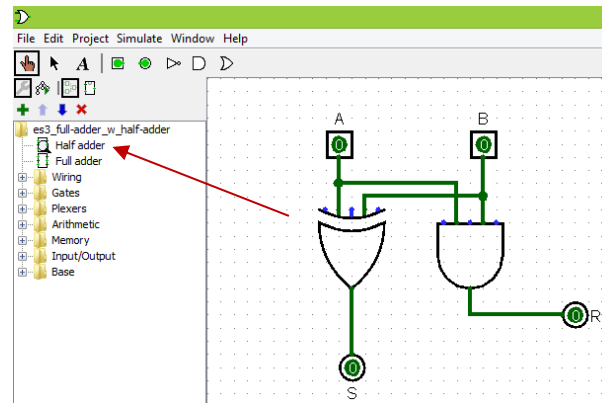 File Edit Project Simulate Window Help
A
es3_full-adder_w_half-adder
Half adder
Full adder
Wiring
Gates
Plexers
Arithmetic
Memory
Input/Output
Base
A B
0 0
0 R
0
S